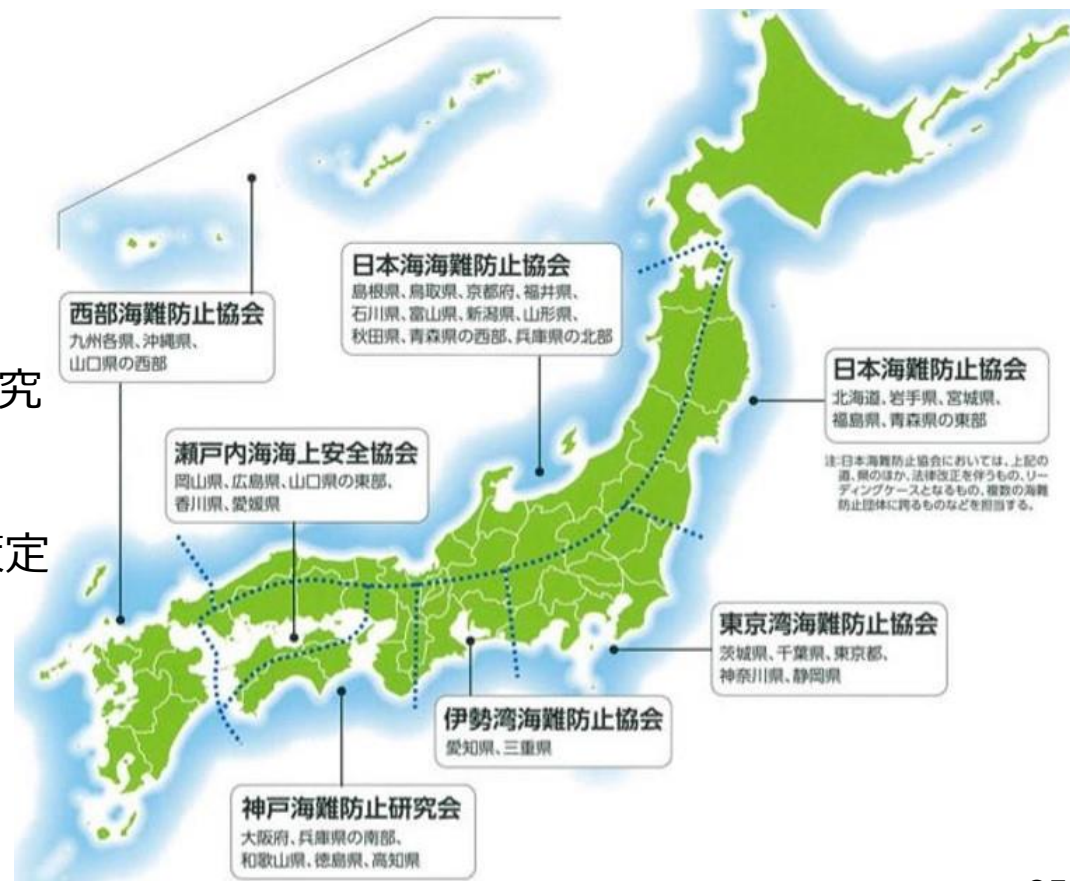 西部海難防止協会
九州各県、沖縄県、
山口県の西部
日本海海難防止協会
島根県、鳥取県、京都府、福井県、
石川県、富山県、新潟県、山形県、
秋田県、青森県の西部、兵庫県の北部
日本海難防止協会
北海道、岩手県、宮城県、
福島県、青森県の東部
注:日本海難防止協会においては、上記の
道、県のほか、法律改正を伴うもの、リー
ディングケースとなるもの、複数の海難
防止団体に跨るものなどを担当する。
究
瀬戸内海海上安全協会
岡山県、広島県、山口県の東部、
香川県、愛媛県
定
東京湾海難防止協会
茨城県、千葉県、東京都、
神奈川県、静岡県
伊勢湾海難防止協会
愛知県、三重県
神戸海難防止研究会
大阪府、兵庫県の南部、
和歌山県、徳島県、高知県